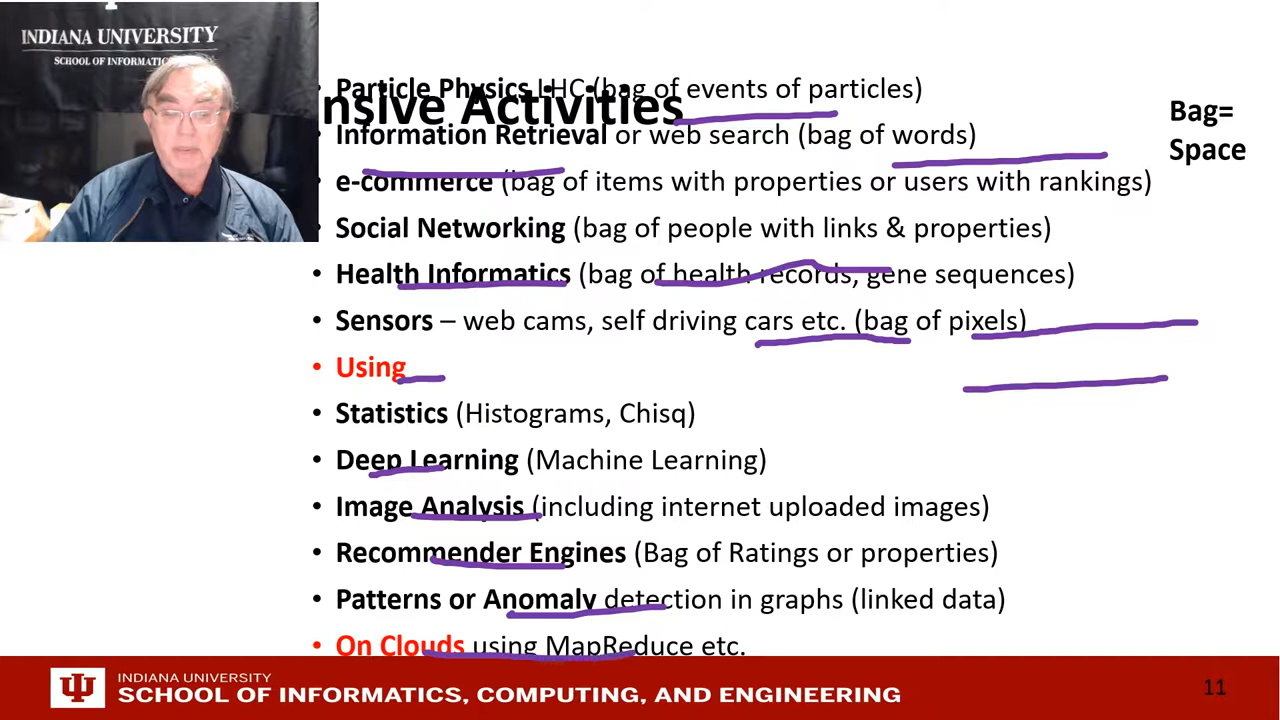 INDIANA UNIVERSITY
SCHOOL OF INFORMATI
nsive Activities
• Particle Physics LHC (bag of events of particles)
• Information Retrieval or web search (bag of words)
• e-commerce (bag of items with properties or users with rankings)
• Social Networking (bag of people with links & properties)
• Health Informatics (bag of health records, gene sequences)
• Sensors – web cams, self driving cars etc. (bag of pixels)
• Using
• Statistics (Histograms, Chisq)
• Deep Learning (Machine Learning)
• Image Analysis (including internet uploaded images)
• Recommender Engines (Bag of Ratings or properties)
• Patterns or Anomaly detection in graphs (linked data)
• On Clouds using MapReduce etc.
Bag=
Space
INDIANA UNIVERSITY
SCHOOL OF INFORMATICS, COMPUTING, AND ENGINEERING
11